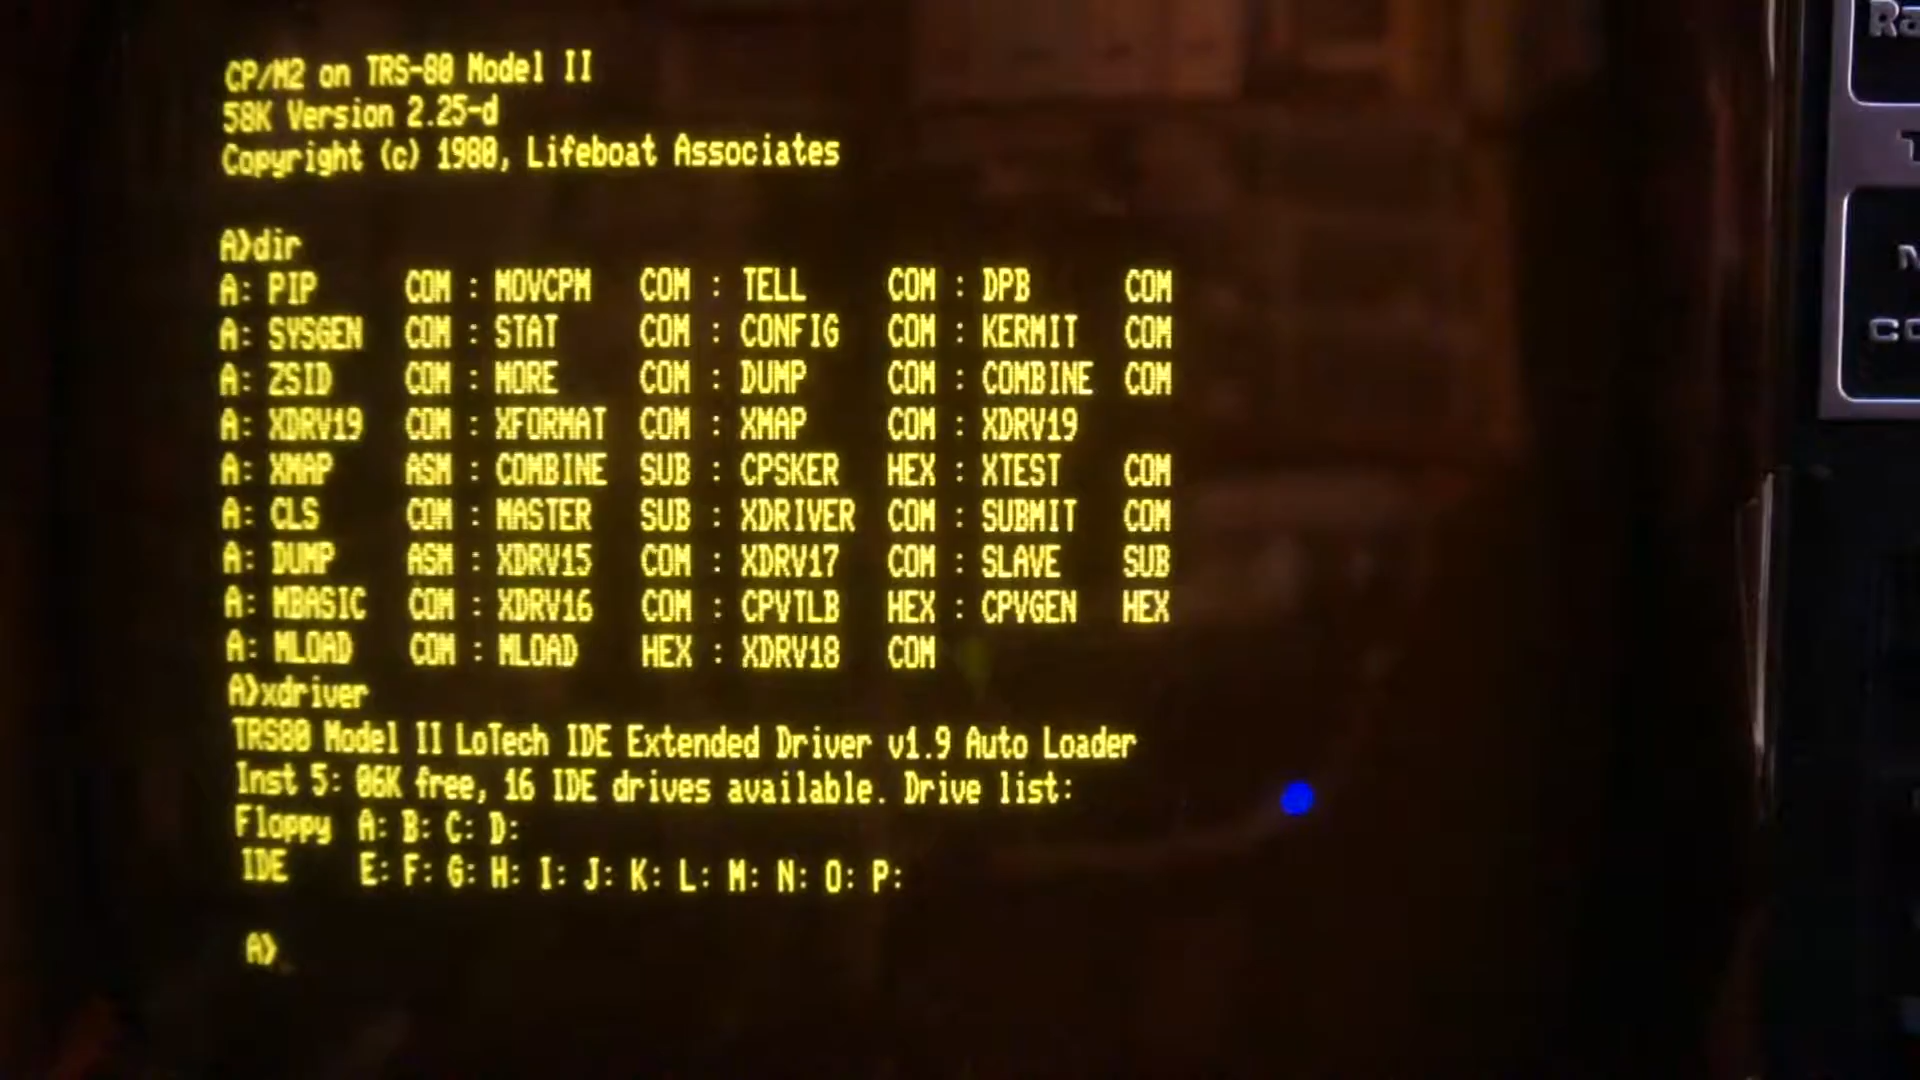 CP/M2 on TRS-80 Model II
58K Version 2.25-d
Copyright (c) 1980, Lifeboat Associates
A>dir
A: PIP COM : MOVCPM COM : TELL COM : DPB COM
A: SYSGEN COM : STAT COM : CONFIG COM : KERMIT COM
A: ZSID COM : MORE COM : DUMP COM : COMBINE COM
A: XDRV19 COM : XFORMAT COM : XMAP COM : XDRV19
A: XMAP ASM : COMBINE SUB : CPSKER HEX : XTEST COM
A: CLS COM : MASTER SUB : XDRIVER COM : SUBMIT COM
A: DUMP ASM : XDRV15 COM : XDRV17 COM : SLAVE SUB
A: MBASIC COM : XDRV16 COM : CPVTLB HEX : CPVGEN HEX
A: MLOAD COM : MLOAD HEX : XDRV18 COM
A>xdriver
TRS80 Model II LoTech IDE Extended Driver v1.9 Auto Loader
Inst 5: 06K free, 16 IDE drives available. Drive list:
Floppy A: B: C: D:
IDE E: F: G: H: I: J: K: L: M: N: O: P:
A>